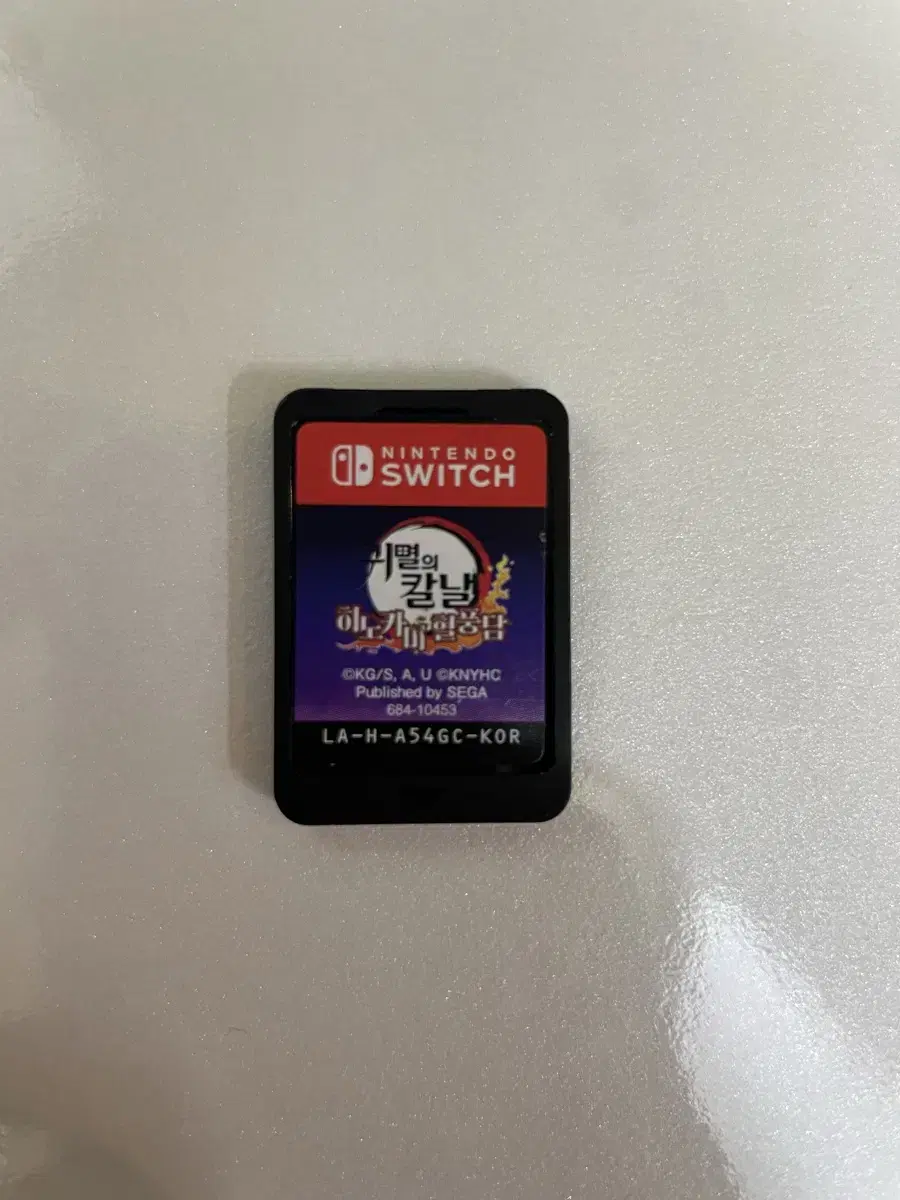 NINTENDO
SWITCH
귀멸의
칼날
히노카미 혈풍담
©KG/S, A, U ©KNYHC
Published by SEGA
684-10453
LA-H-A54GC-KOR